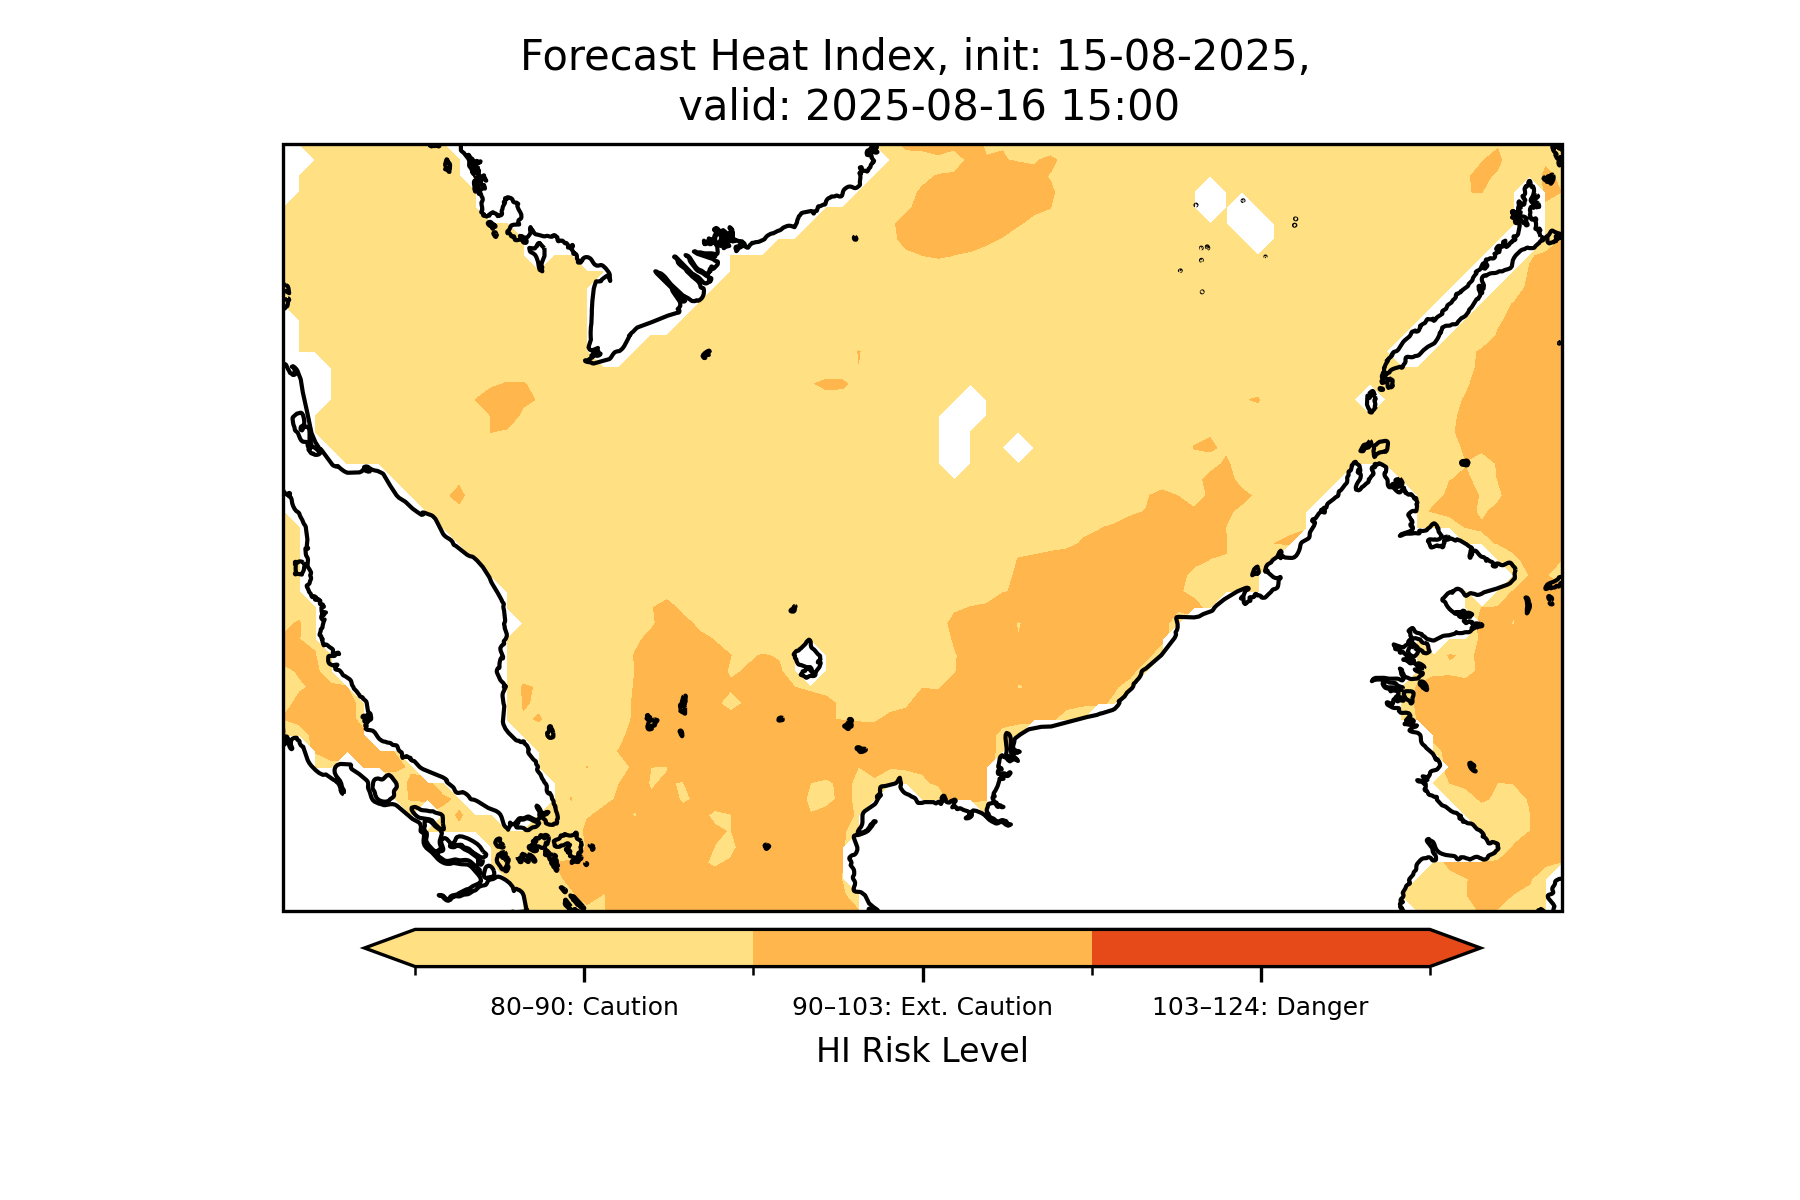 Forecast Heat Index, init: 15-08-2025,
valid: 2025-08-16 15:00
80–90: Caution
90–103: Ext. Caution
103–124: Danger
HI Risk Level